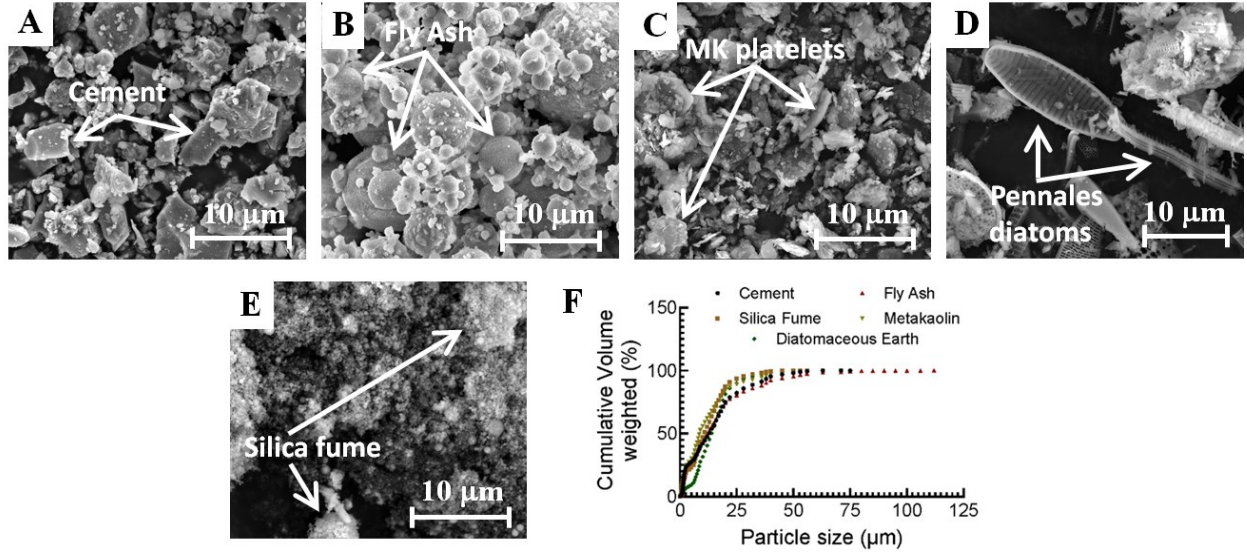 A
Cement
10 µm
B
Fly Ash
10 µm
C
MK platelets
10 µm
D
Pennales
diatoms
10 µm
E
Silica fume
10 µm
F
Cement
Fly Ash
Silica Fume
Metakaolin
Diatomaceous Earth
Cumulative Volume
weighted (%)
150
100
50
0
0 25 50 75 100 125
Particle size (µm)